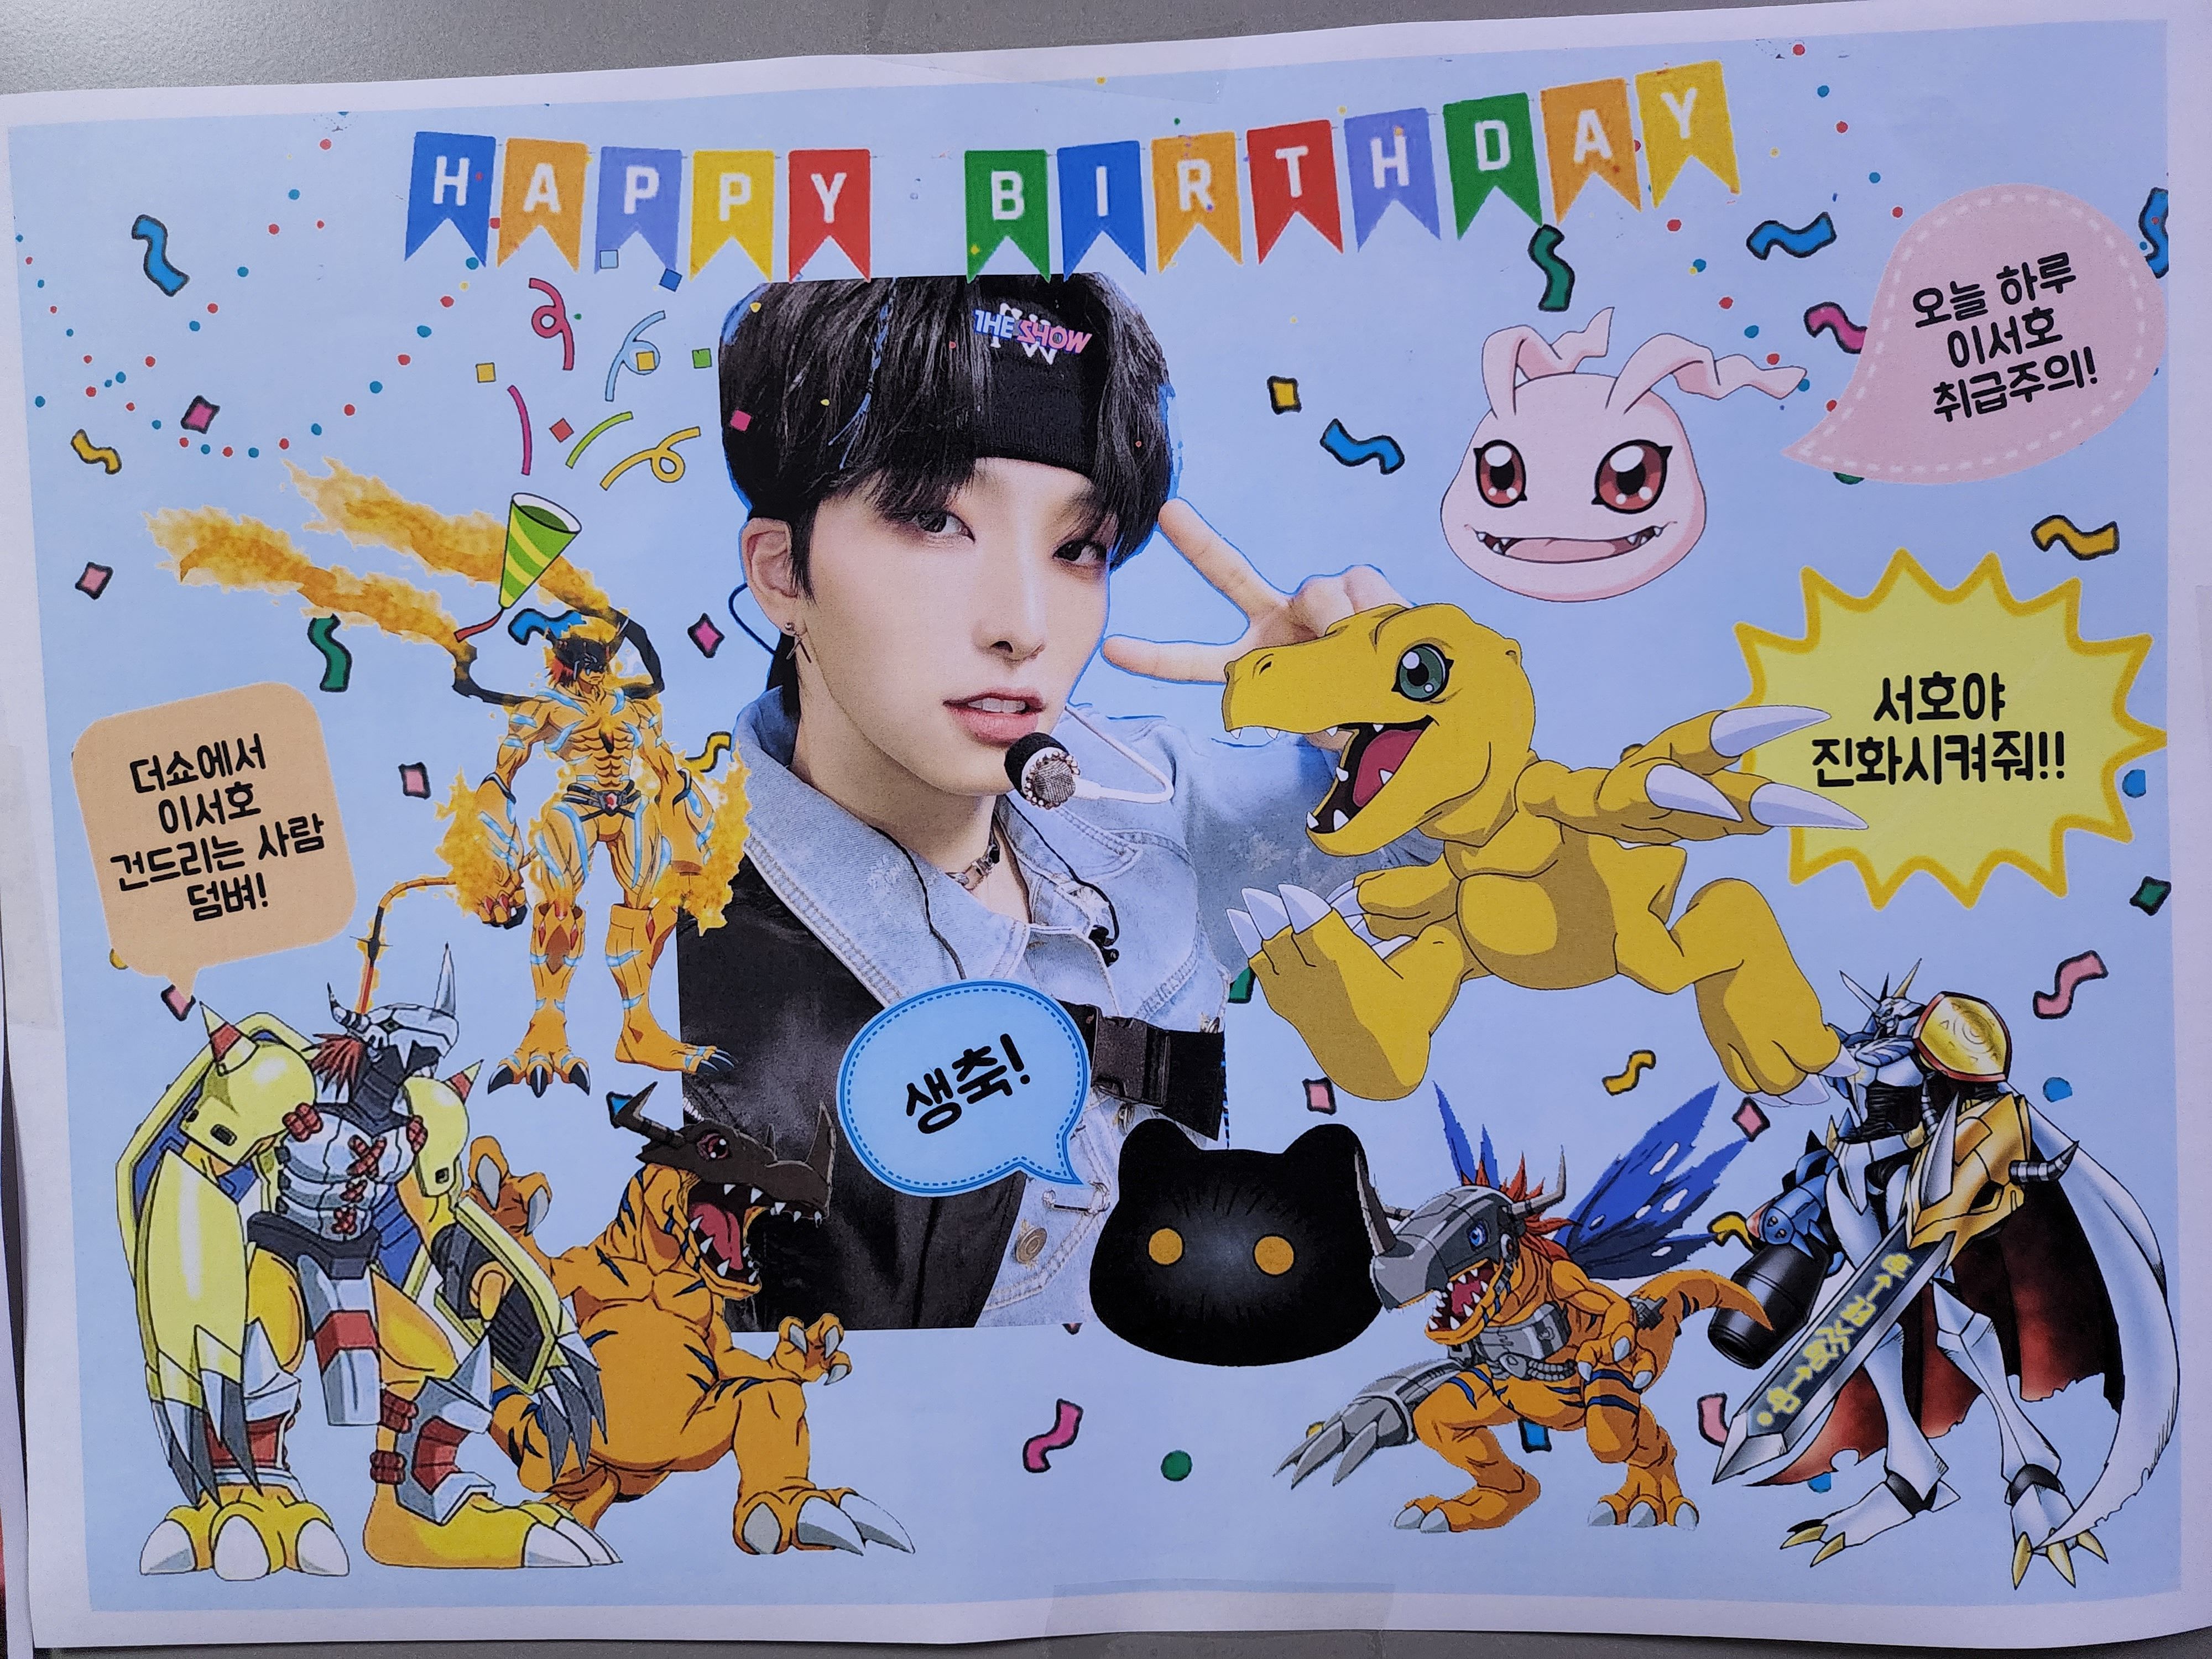 HAPPY BIRTHDAY
THE SHOW
오늘 하루
이서호
취급주의!
서호야
진화시켜줘!!
더쇼에서
이서호
건드리는 사람
덤벼!
생축!